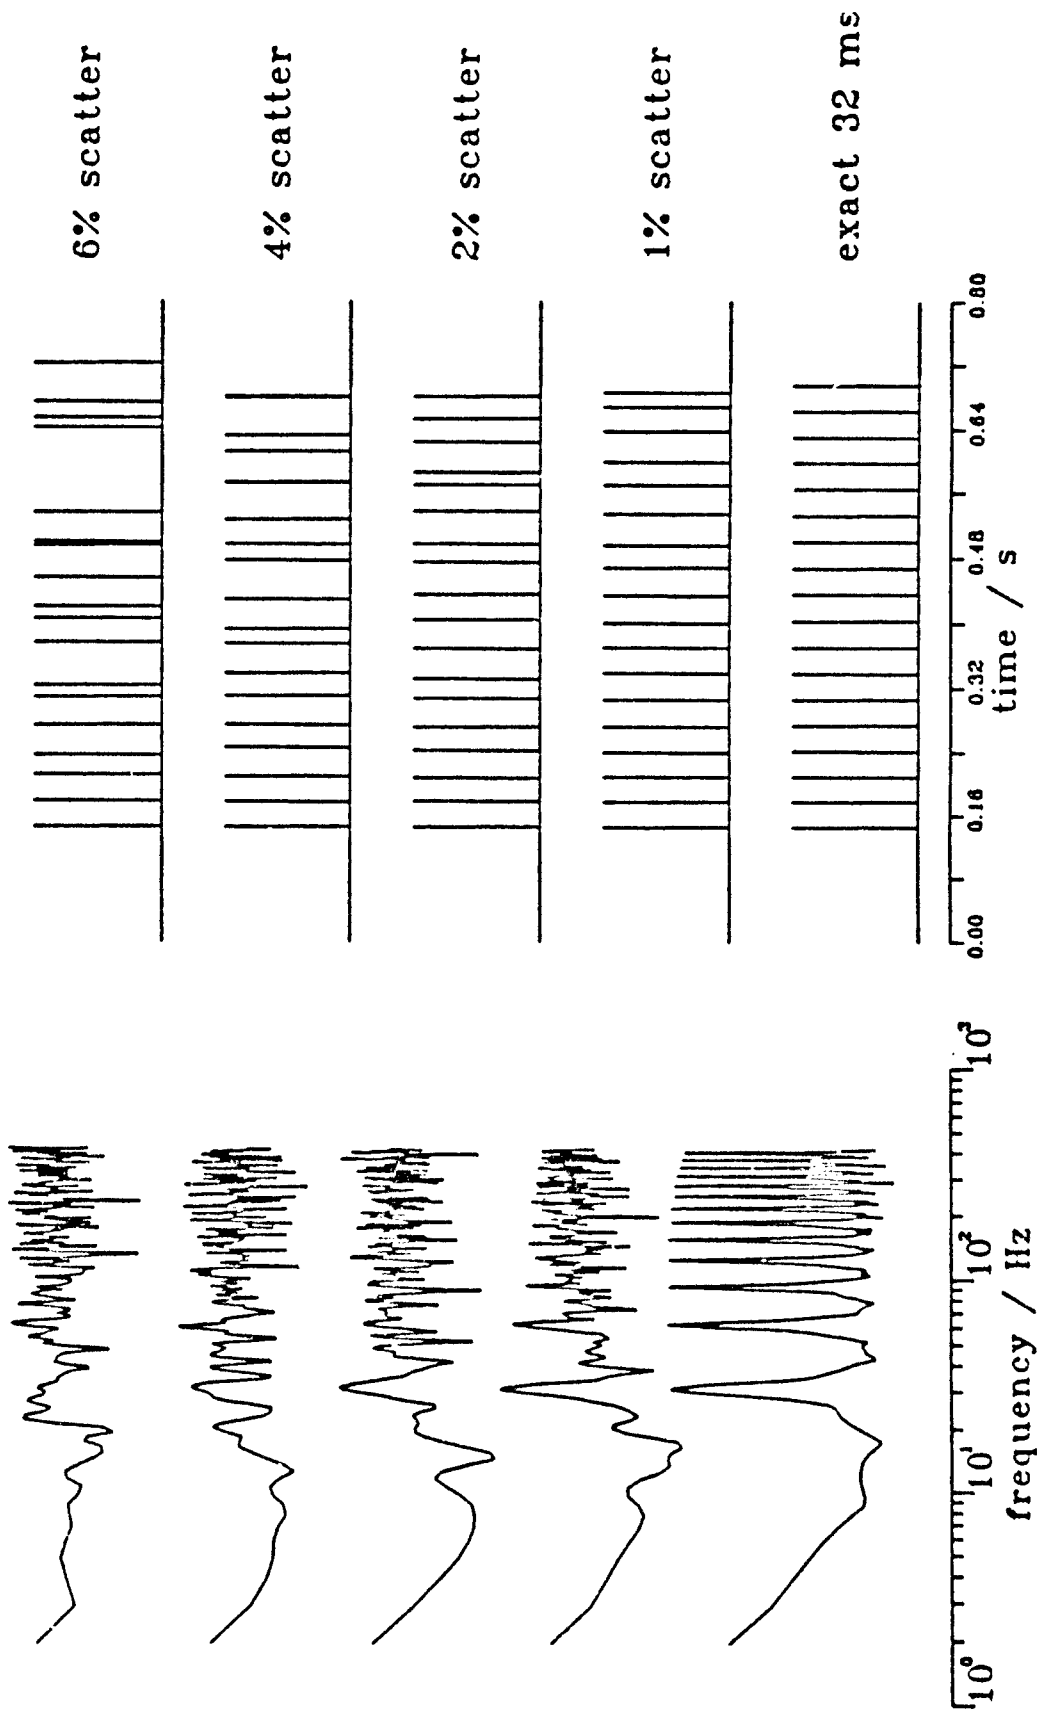 6% scatter
4% scatter
2% scatter
1% scatter
exact 32 ms
0.00 0.16 0.32 0.48 0.64 0.80
time / s
10⁰ 10¹ 10² 10³
frequency / Hz